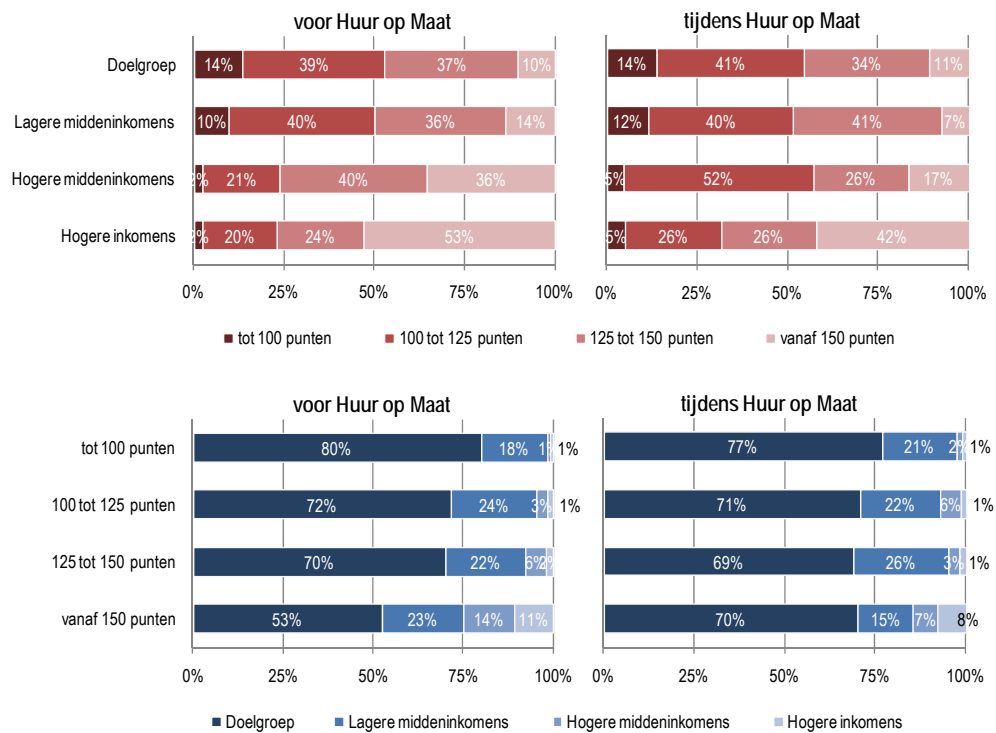 voor Huur op Maat
tijdens Huur op Maat
Doelgroep 14% 39% 37% 10% 14% 41% 34% 11%
Lagere middeninkomens 10% 40% 36% 14% 12% 40% 41% 7%
Hogere middeninkomens 2% 21% 40% 36% 5% 52% 26% 17%
Hogere inkomens 2% 20% 24% 53% 5% 26% 26% 42%
0% 25% 50% 75% 100% 0% 25% 50% 75% 100%
tot 100 punten 100 tot 125 punten 125 tot 150 punten vanaf 150 punten
voor Huur op Maat
tijdens Huur op Maat
tot 100 punten 80% 18% 1% 1% 77% 21% 2% 1%
100 tot 125 punten 72% 24% 3% 1% 71% 22% 6% 1%
125 tot 150 punten 70% 22% 6% 2% 69% 26% 3% 1%
vanaf 150 punten 53% 23% 14% 11% 70% 15% 7% 8%
0% 25% 50% 75% 100% 0% 25% 50% 75% 100%
Doelgroep Lagere middeninkomens Hogere middeninkomens Hogere inkomens